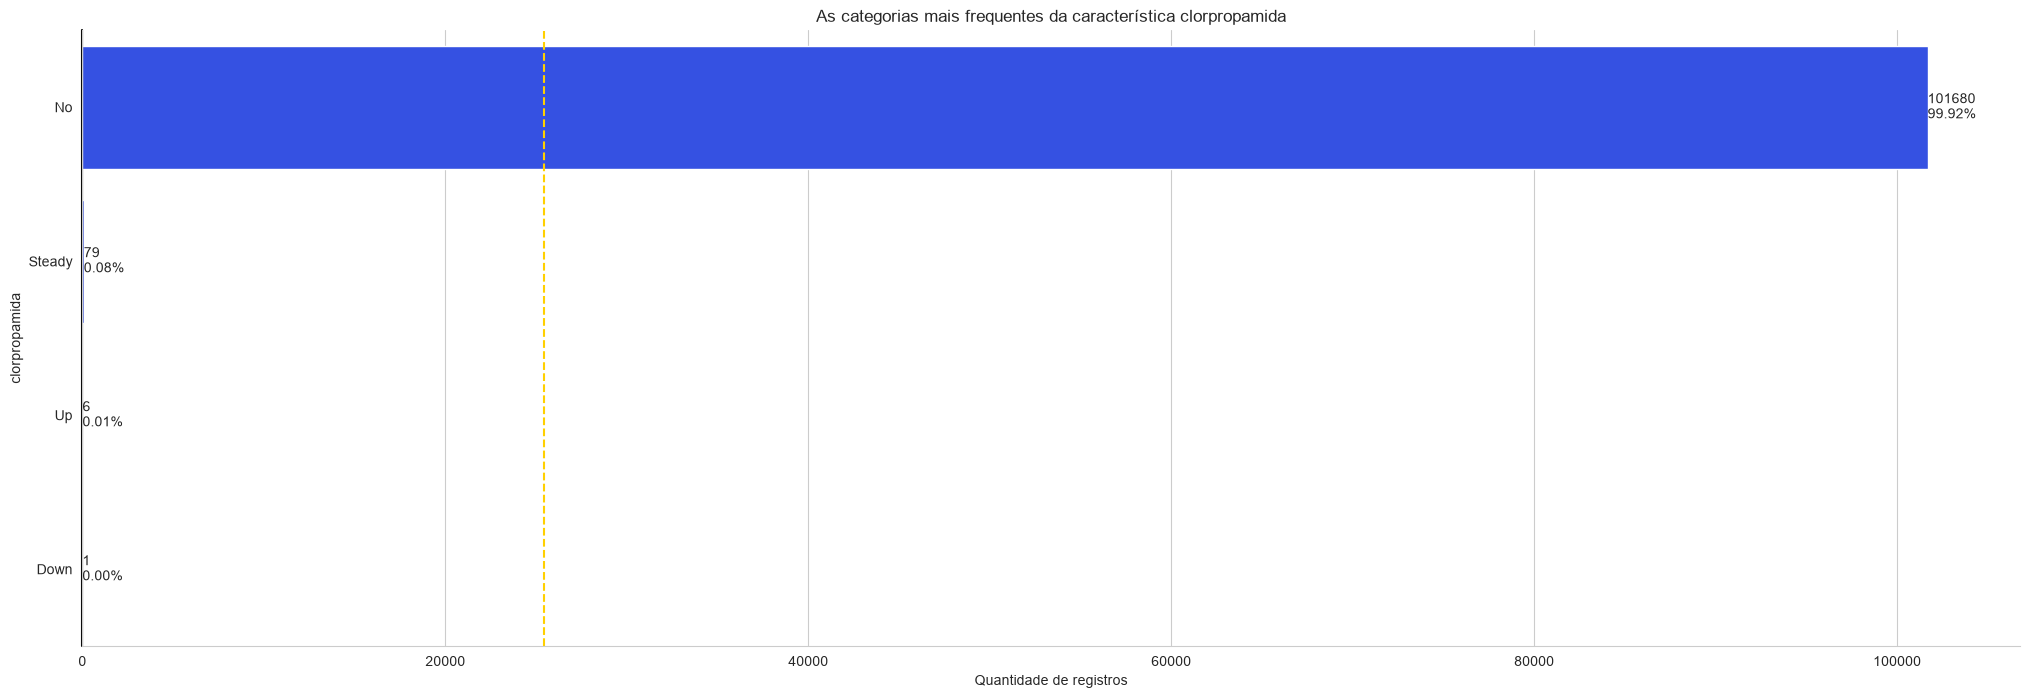 As categorias mais frequentes da característica clorpropamida
No
101680
99.92%
Steady
79
0.08%
Up
6
0.01%
Down
1
0.00%
clorpropamida
0 20000 40000 60000 80000 100000
Quantidade de registros